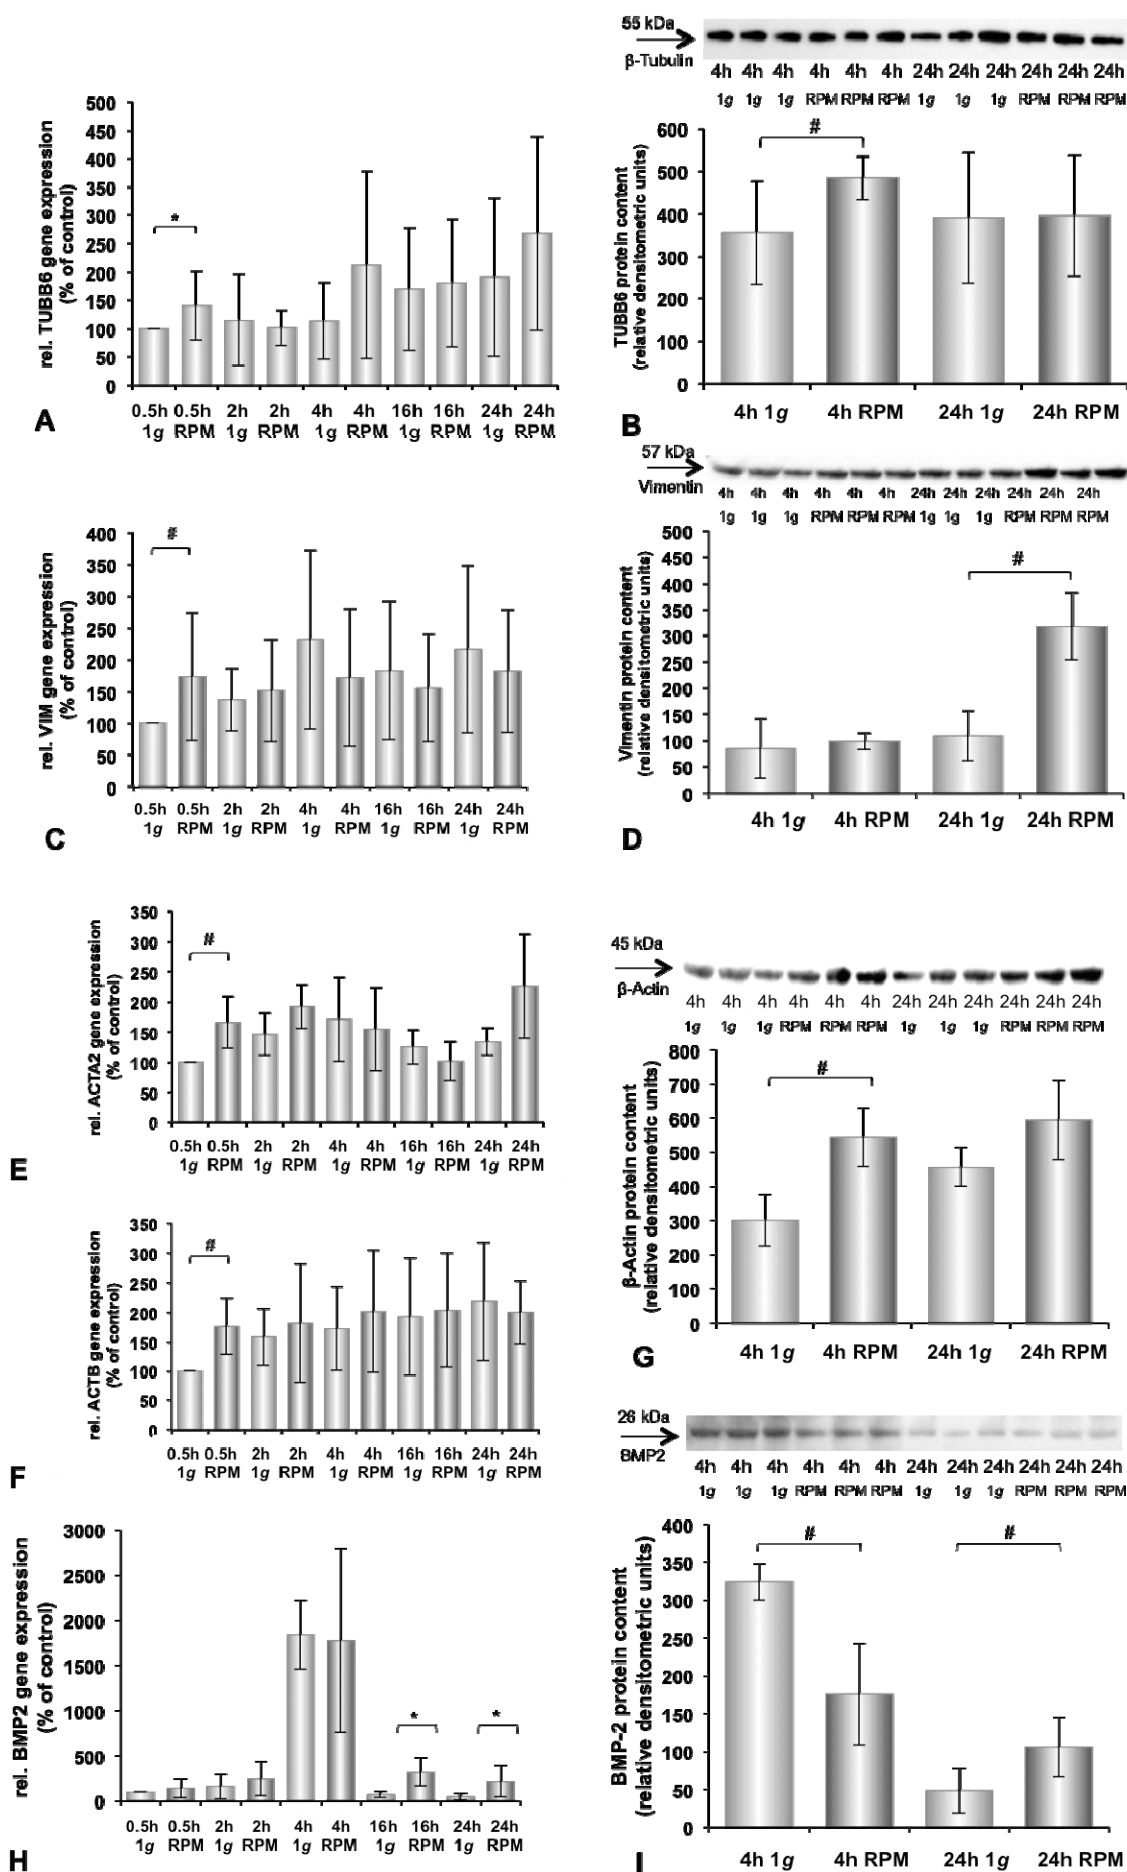 rel. TUBB6 gene expression
(% of control)
500
450
400
350
300
250
200
150
100
50
0
*
0.5h 0.5h 2h 2h 4h 4h 16h 16h 24h 24h
1g RPM 1g RPM 1g RPM 1g RPM 1g RPM
A
55 kDa
β-Tubulin
4h 4h 4h 4h 4h 4h 24h 24h 24h 24h 24h 24h
1g 1g 1g RPM RPM RPM 1g 1g 1g RPM RPM RPM
TUBB6 protein content
(relative densitometric units)
600
500
400
300
200
100
0
#
4h 1g 4h RPM 24h 1g 24h RPM
B
rel. VIM gene expression
(% of control)
400
350
300
250
200
150
100
50
0
#
0.5h 0.5h 2h 2h 4h 4h 16h 16h 24h 24h
1g RPM 1g RPM 1g RPM 1g RPM 1g RPM
C
57 kDa
Vimentin
4h 4h 4h 4h 4h 4h 24h 24h 24h 24h 24h 24h
1g 1g 1g RPM RPM RPM 1g 1g 1g RPM RPM RPM
Vimentin protein content
(relative densitometric units)
500
450
400
350
300
250
200
150
100
50
0
#
4h 1g 4h RPM 24h 1g 24h RPM
D
rel. ACTA2 gene expression
(% of control)
350
300
250
200
150
100
50
0
#
0.5h 0.5h 2h 2h 4h 4h 16h 16h 24h 24h
1g RPM 1g RPM 1g RPM 1g RPM 1g RPM
E
rel. ACTB gene expression
(% of control)
350
300
250
200
150
100
50
0
#
0.5h 0.5h 2h 2h 4h 4h 16h 16h 24h 24h
1g RPM 1g RPM 1g RPM 1g RPM 1g RPM
F
45 kDa
β-Actin
4h 4h 4h 4h 4h 4h 24h 24h 24h 24h 24h 24h
1g 1g 1g RPM RPM RPM 1g 1g 1g RPM RPM RPM
β-Actin protein content
(relative densitometric units)
800
700
600
500
400
300
200
100
0
#
4h 1g 4h RPM 24h 1g 24h RPM
G
rel. BMP2 gene expression
(% of control)
3000
2500
2000
1500
1000
500
0
* *
0.5h 0.5h 2h 2h 4h 4h 16h 16h 24h 24h
1g RPM 1g RPM 1g RPM 1g RPM 1g RPM
H
26 kDa
BMP2
4h 4h 4h 4h 4h 4h 24h 24h 24h 24h 24h 24h
1g 1g 1g RPM RPM RPM 1g 1g 1g RPM RPM RPM
BMP-2 protein content
(relative densitometric units)
400
350
300
250
200
150
100
50
0
# #
4h 1g 4h RPM 24h 1g 24h RPM
I